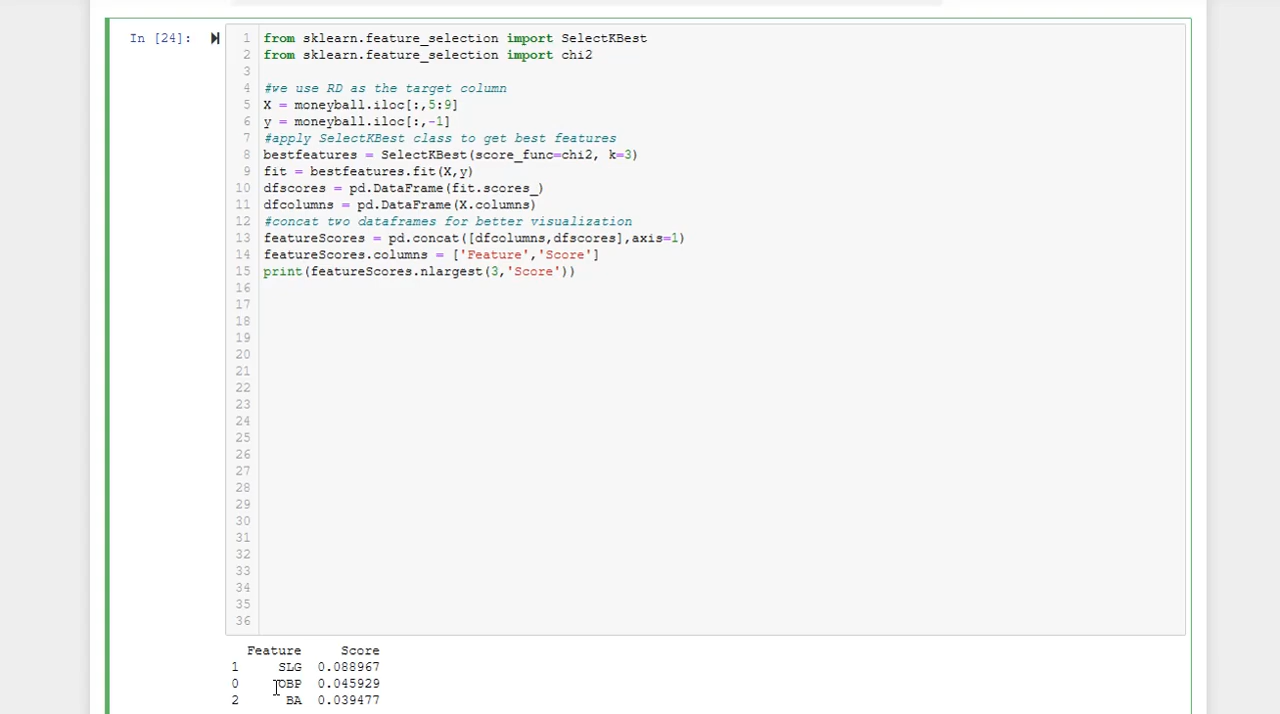 In [24]:
1 from sklearn.feature_selection import SelectKBest
2 from sklearn.feature_selection import chi2
3
4 #we use RD as the target column
5 X = moneyball.iloc[:,5:9]
6 y = moneyball.iloc[:,-1]
7 #apply SelectKBest class to get best features
8 bestfeatures = SelectKBest(score_func=chi2, k=3)
9 fit = bestfeatures.fit(X,y)
10 dfscores = pd.DataFrame(fit.scores_)
11 dfcolumns = pd.DataFrame(X.columns)
12 #concat two dataframes for better visualization
13 featureScores = pd.concat([dfcolumns,dfscores],axis=1)
14 featureScores.columns = ['Feature','Score']
15 print(featureScores.nlargest(3,'Score'))
16
17
18
19
20
21
22
23
24
25
26
27
28
29
30
31
32
33
34
35
36
Feature Score
1 SLG 0.088967
0 OBP 0.045929
2 BA 0.039477